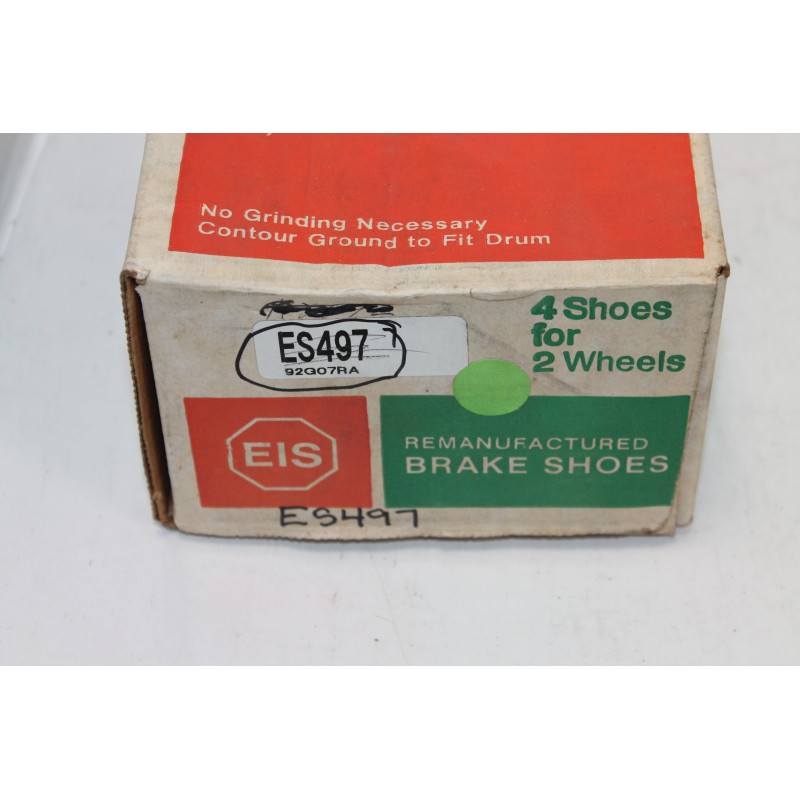 No Grinding Necessary
Contour Ground to Fit Drum
4 Shoes
for
2 Wheels
ES497
92G07RA
EIS
REMANUFACTURED
BRAKE SHOES
ES497